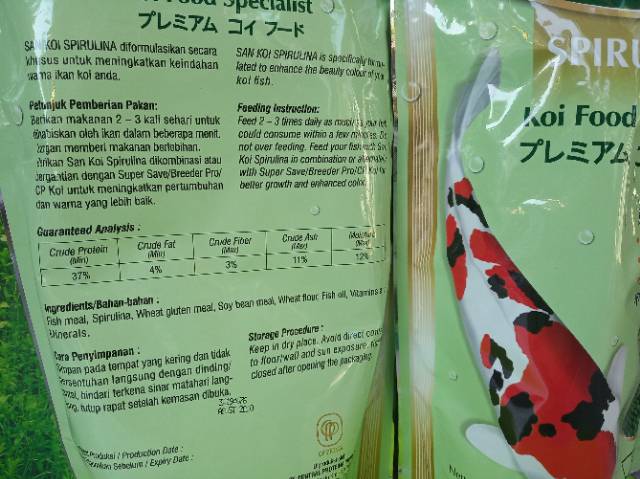 Food Specialist
プレミアム コイ フード
SAN KOI SPIRULINA diformulasikan secara
khusus untuk meningkatkan keindahan
warna ikan koi anda.
SAN KOI SPIRULINA is specifically
lated to enhance the beauty colour of your
koi fish.
Petunjuk Pemberian Pakan:
Berikan makanan 2 – 3 kali sehari untuk
dihabiskan oleh ikan dalam beberapa menit.
Jangan memberi makanan berlebihan.
Berikan San Koi Spirulina dikombinasi atau
bergantian dengan Super Save/Breeder Pro/
CP Koi untuk meningkatkan pertumbuhan
dan warna yang lebih baik.
Feeding Instruction:
Feed 2 – 3 times daily as much as your fish
could consume within a few minutes. Do
not over feeding. Feed your fish with San
Koi Spirulina in combination or
with Super Save/Breeder Pro/CP Koi for
better growth and enhanced color.
Guaranteed Analysis :
Crude Protein (Min) Crude Fat (Min) Crude Fiber (Max) Crude Ash (Max) Moisture (Max)
37% 4% 3% 11% 12%
Ingredients/Bahan-bahan :
Fish meal, Spirulina, Wheat gluten meal, Soy bean meal, Wheat flour, Fish oil, Vitamins
Minerals.
Cara Penyimpanan :
Simpan pada tempat yang kering dan tidak
bersentuhan langsung dengan dinding/
hindari terkena sinar matahari lang-
tutup rapat setelah kemasan dibuka.
Storage Procedure :
Keep in dry place. Avoid direct
to floor/wall and sun exposure.
closed after opening the packaging.
Produksi / Production Date :
Sebelum / Expiry Date :
SPIRU
Koi Food
プレミアム